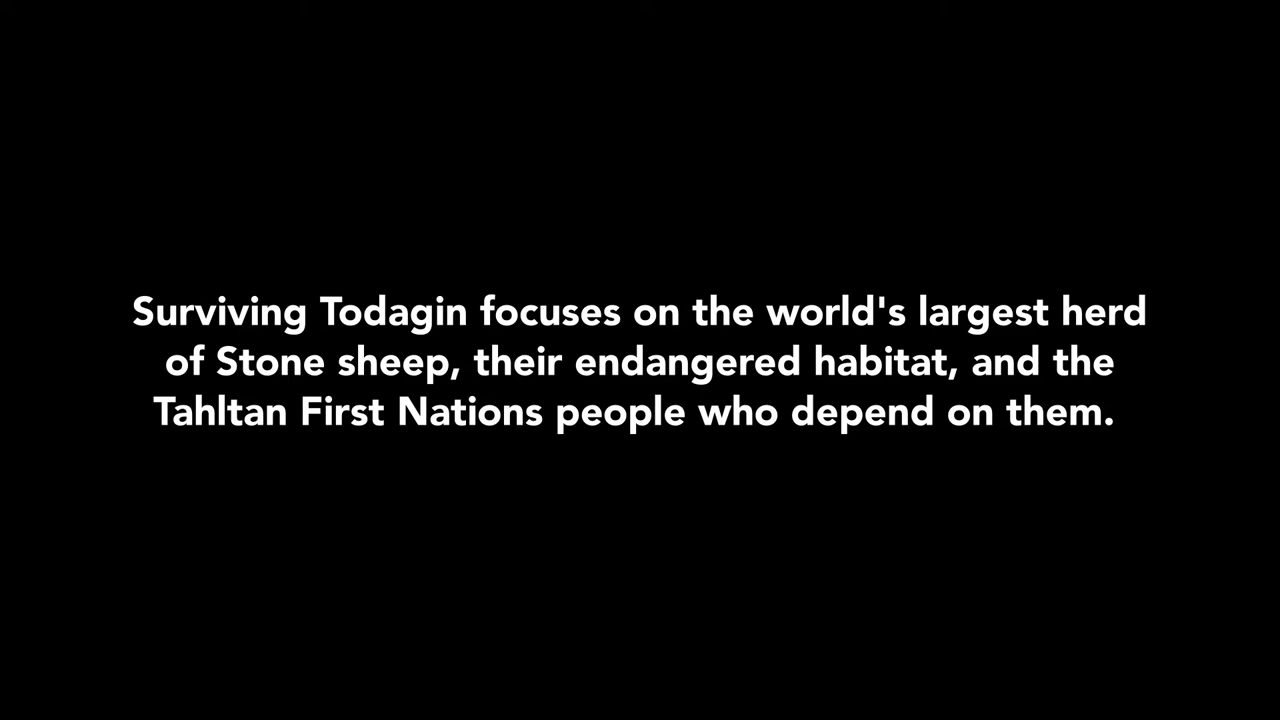 Surviving Todagin focuses on the world's largest herd
of Stone sheep, their endangered habitat, and the
Tahltan First Nations people who depend on them.